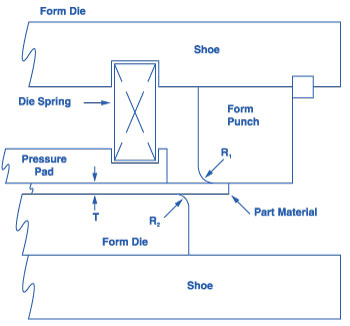 Form Die
Shoe
Die Spring
Form
Punch
R1
Pressure
Pad
T
R2
Part Material
Form Die
Shoe